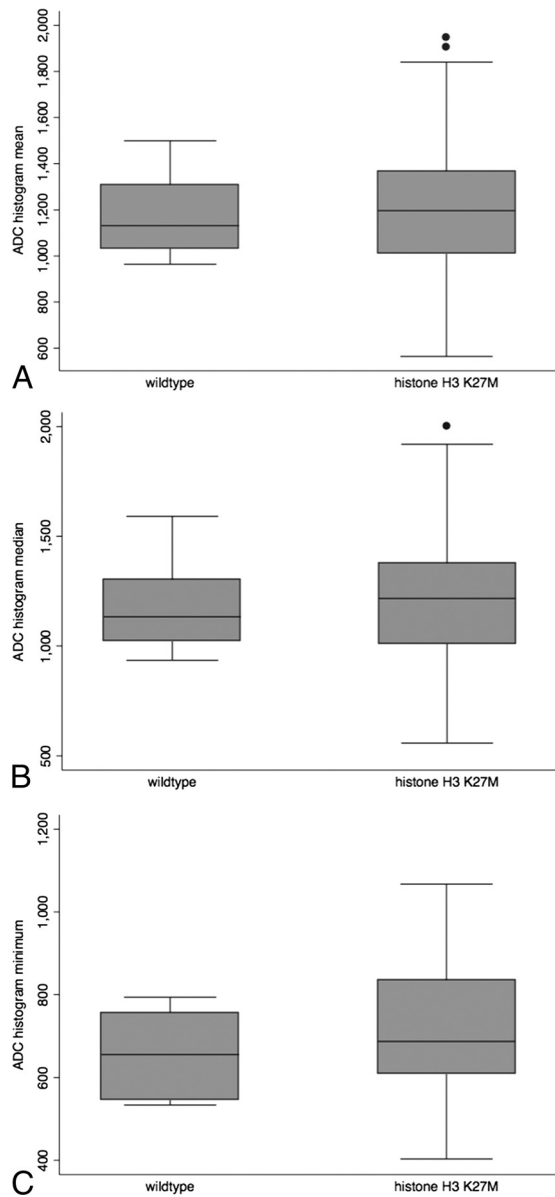 2,000
1,800
1,600
1,400
1,200
1,000
800
600
ADC histogram mean
A
wildtype histone H3 K27M
2,000
1,500
1,000
500
ADC histogram median
B
wildtype histone H3 K27M
1,200
1,000
800
600
400
ADC histogram minimum
C
wildtype histone H3 K27M